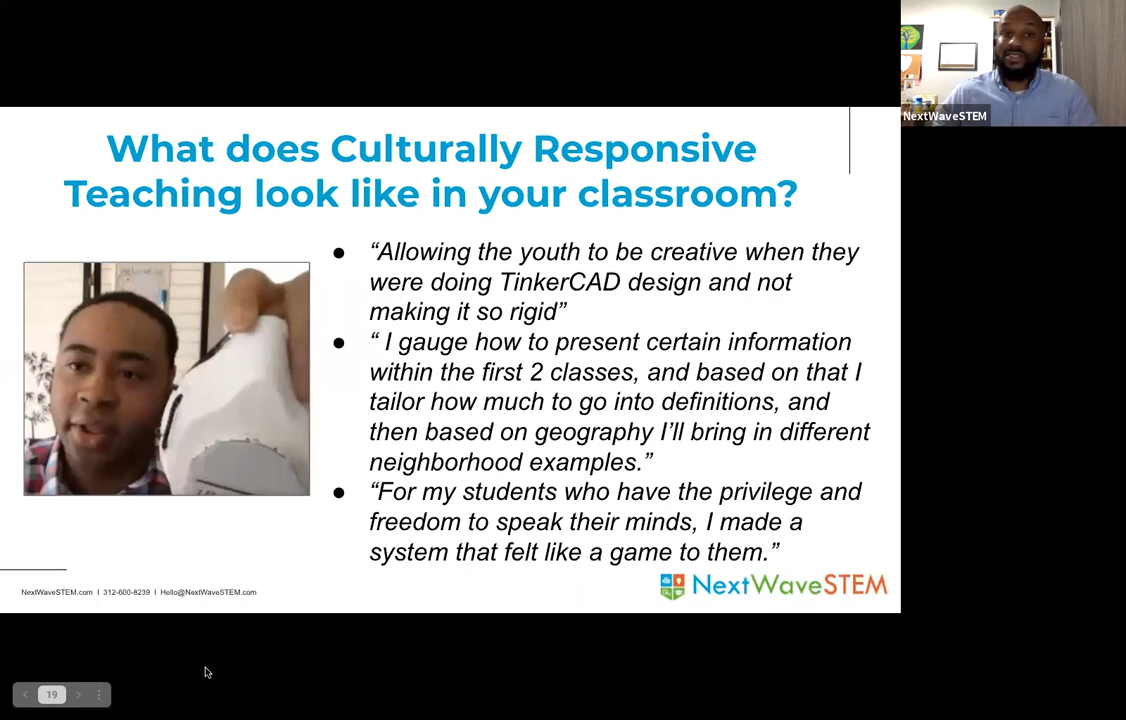 NextWaveSTEM
What does Culturally Responsive
Teaching look like in your classroom?
● “Allowing the youth to be creative when they
were doing TinkerCAD design and not
making it so rigid”
● “ I gauge how to present certain information
within the first 2 classes, and based on that I
tailor how much to go into definitions, and
then based on geography I’ll bring in different
neighborhood examples.”
● “For my students who have the privilege and
freedom to speak their minds, I made a
system that felt like a game to them.”
NextWaveSTEM.com I 312-600-8239 I Hello@NextWaveSTEM.com
NextWaveSTEM
19